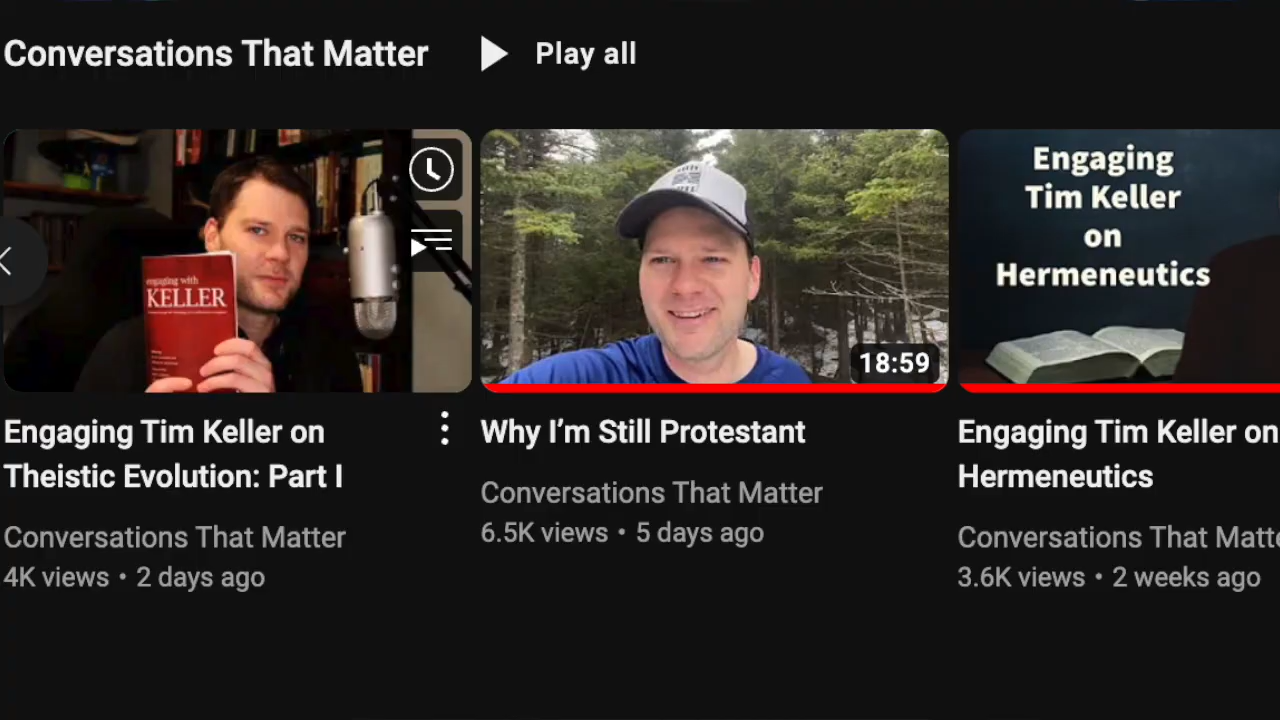 Conversations That Matter
Play all
engaging with
KELLER
18:59
Engaging
Tim Keller
on
Hermeneutics
Engaging Tim Keller on
Theistic Evolution: Part I
Conversations That Matter
4K views • 2 days ago
Why I’m Still Protestant
Conversations That Matter
6.5K views • 5 days ago
Engaging Tim Keller on
Hermeneutics
Conversations That Matte
3.6K views • 2 weeks ago